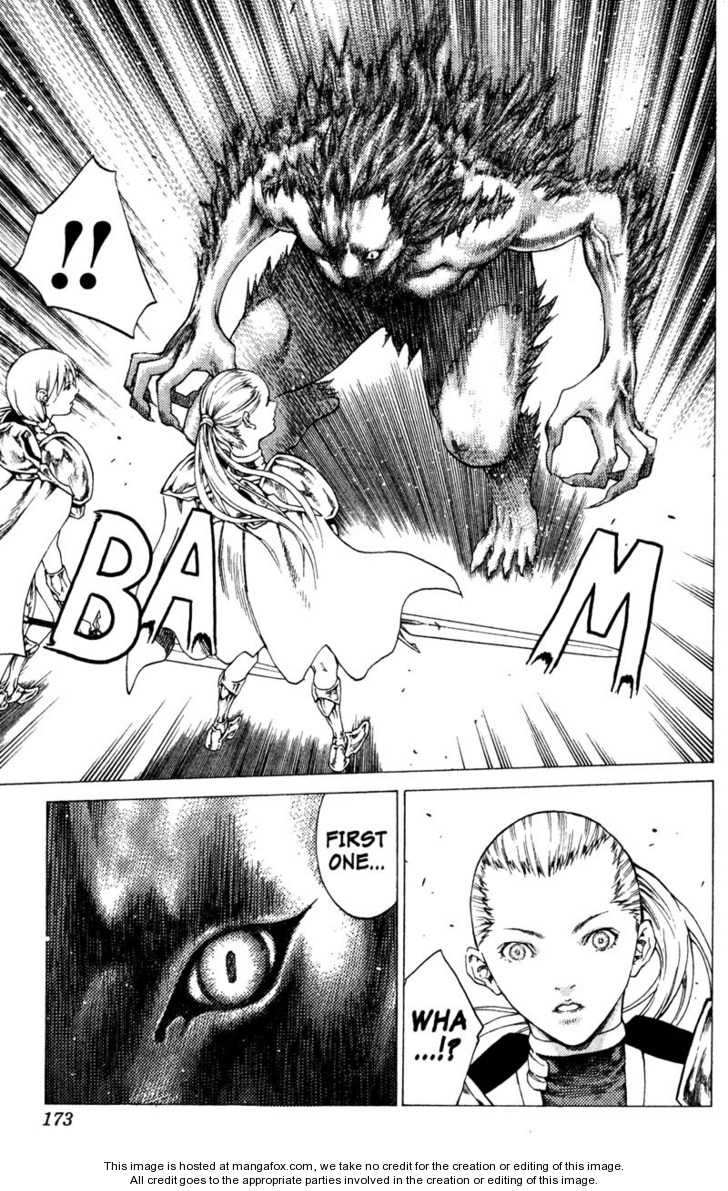 !!
BAM
FIRST
ONE...
WHA
...!?
173
This image is hosted at mangafox.com, we take no credit for the creation or editing of this image.
All credit goes to the appropriate parties involved in the creation or editing of this image.